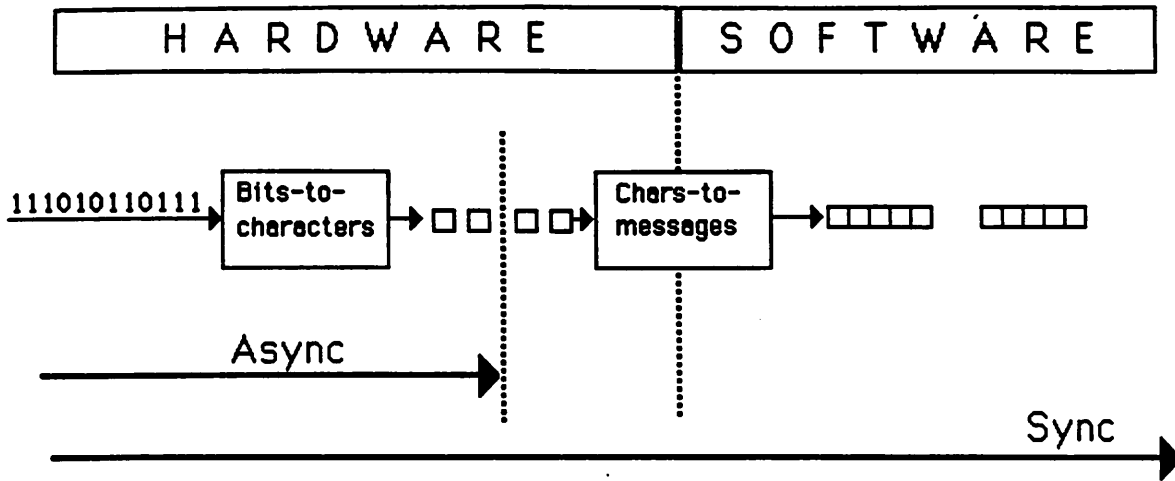 HARDWARE SOFTWARE
111010110111
Bits-to-
characters
Chars-to-
messages
Async
Sync